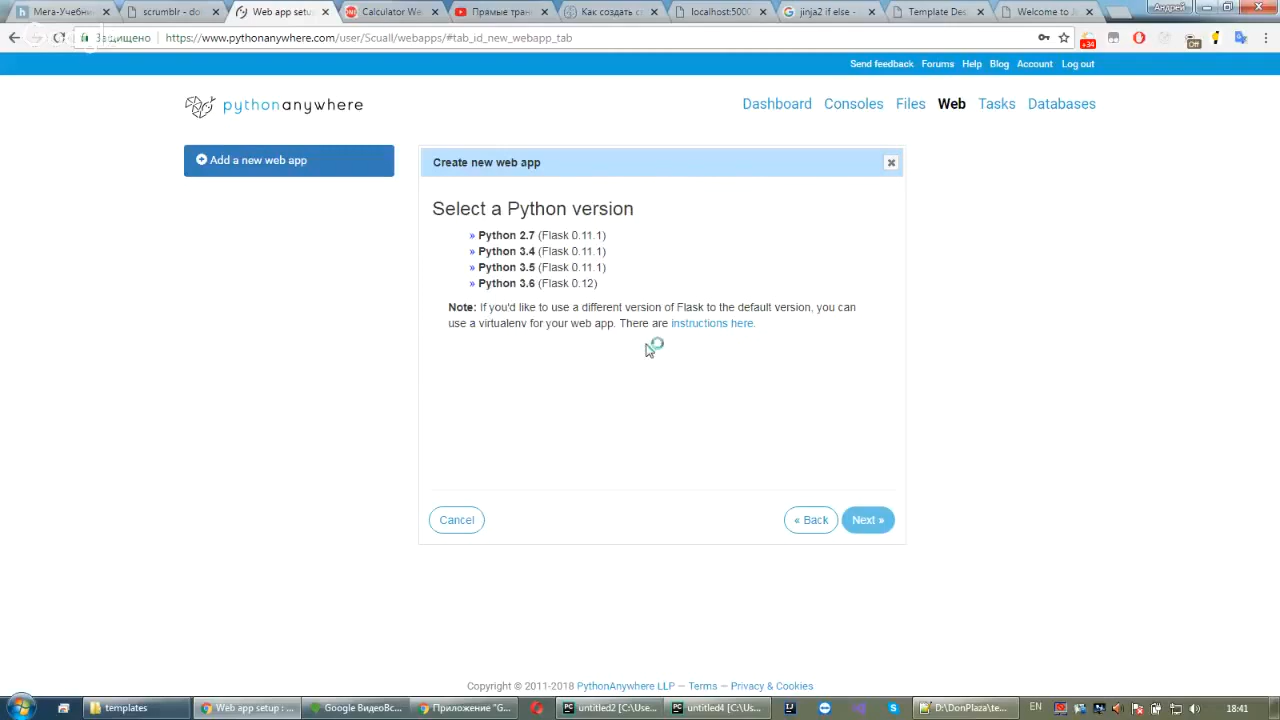 Мега-Учебник
scrumblr - do
Web app setup
Calculator We
Прямые тран
Как создать с
localhost:5000
jinja2 if else -
Template Des
Welcome to J
Андрей
Защищено
https://www.pythonanywhere.com/user/Scuall/webapps/#tab_id_new_webapp_tab
+34
Off
Send feedback Forums Help Blog Account Log out
pythonanywhere
Dashboard Consoles Files Web Tasks Databases
Add a new web app
Create new web app
Select a Python version
» Python 2.7 (Flask 0.11.1)
» Python 3.4 (Flask 0.11.1)
» Python 3.5 (Flask 0.11.1)
» Python 3.6 (Flask 0.12)
Note: If you'd like to use a different version of Flask to the default version, you can
use a virtualenv for your web app. There are instructions here.
Cancel
« Back
Next »
Copyright © 2011-2018 PythonAnywhere LLP — Terms — Privacy & Cookies
templates
Web app setup : ...
Google ВидеоВс...
Приложение "G...
untitled2 [C:\Use...
untitled4 [C:\Use...
D:\DonPlaza\te...
EN
18:41